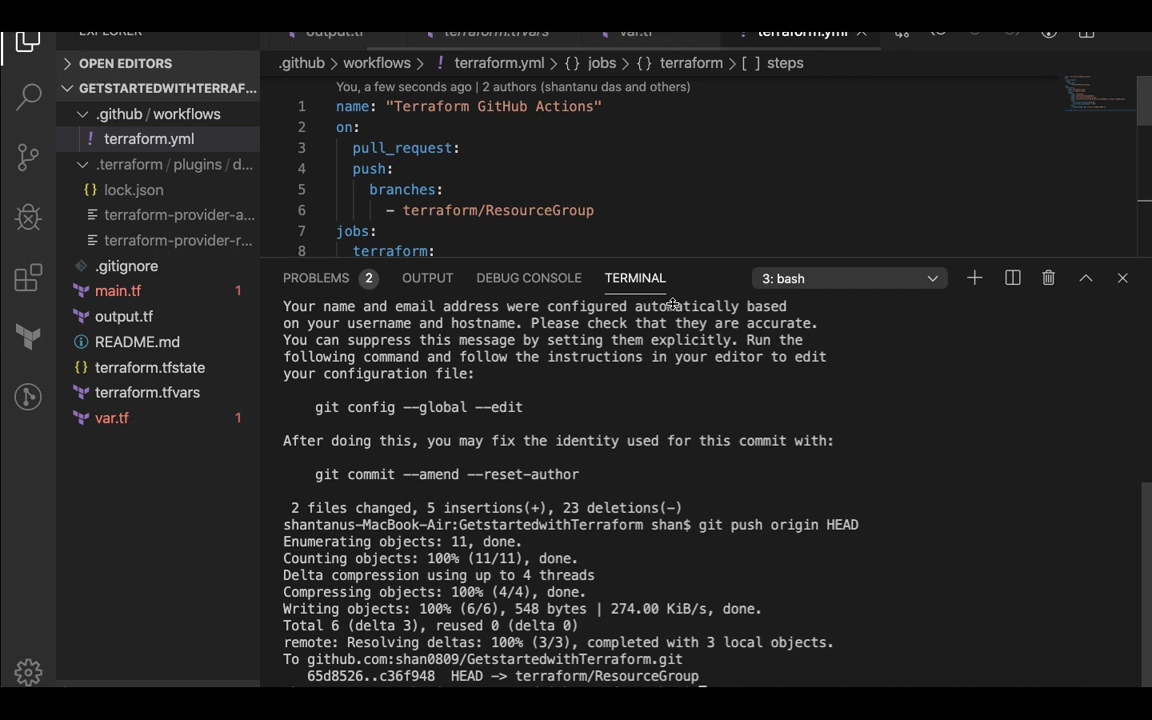 EXPLORER
output.tf
terraform.tfvars
var.tf
! terraform.yml
OPEN EDITORS
GETSTARTEDWITHTERRAF...
.github / workflows
! terraform.yml
.terraform / plugins / d...
{} lock.json
terraform-provider-a...
terraform-provider-r...
.gitignore
main.tf 1
output.tf
README.md
{} terraform.tfstate
terraform.tfvars
var.tf 1
.github > workflows > ! terraform.yml > {} jobs > {} terraform > [ ] steps
You, a few seconds ago | 2 authors (shantanu das and others)
1 name: "Terraform GitHub Actions"
2 on:
3 pull_request:
4 push:
5 branches:
6 - terraform/ResourceGroup
7 jobs:
8 terraform:
PROBLEMS 2 OUTPUT DEBUG CONSOLE TERMINAL 3: bash
Your name and email address were configured automatically based
on your username and hostname. Please check that they are accurate.
You can suppress this message by setting them explicitly. Run the
following command and follow the instructions in your editor to edit
your configuration file:
git config --global --edit
After doing this, you may fix the identity used for this commit with:
git commit --amend --reset-author
2 files changed, 5 insertions(+), 23 deletions(-)
shantanus-MacBook-Air:GetstartedwithTerraform shan$ git push origin HEAD
Enumerating objects: 11, done.
Counting objects: 100% (11/11), done.
Delta compression using up to 4 threads
Compressing objects: 100% (4/4), done.
Writing objects: 100% (6/6), 548 bytes | 274.00 KiB/s, done.
Total 6 (delta 3), reused 0 (delta 0)
remote: Resolving deltas: 100% (3/3), completed with 3 local objects.
To github.com:shan0809/GetstartedwithTerraform.git
65d8526..c36f948 HEAD -> terraform/ResourceGroup